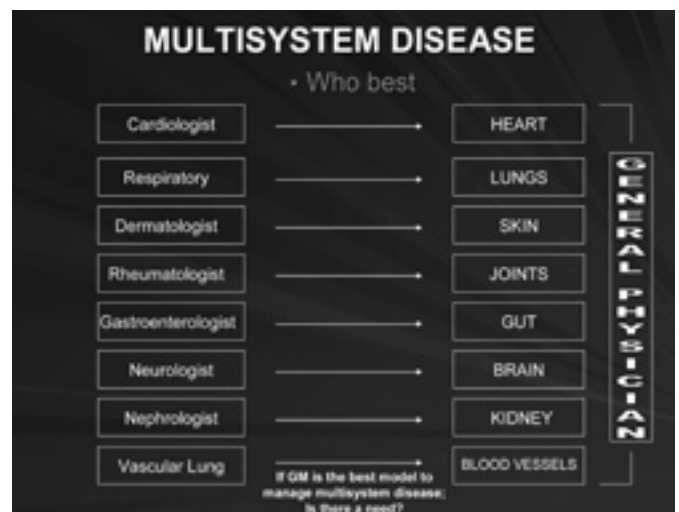 MULTISYSTEM DISEASE
• Who best
Cardiologist HEART
Respiratory LUNGS
Dermatologist SKIN
Rheumatologist JOINTS
Gastroenterologist GUT
Neurologist BRAIN
Nephrologist KIDNEY
Vascular Lung BLOOD VESSELS
GENERAL PHYSICIAN
If GM is the best model to
manage multisystem disease;
Is there a need?